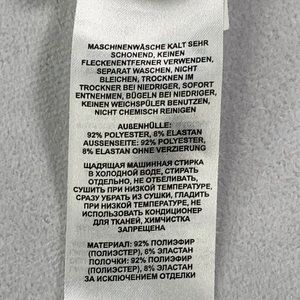 MASCHINENWÄSCHE KALT SEHR
SCHONEND, KEINEN
FLECKENENTFERNER VERWENDEN,
SEPARAT WASCHEN, NICHT
BLEICHEN, TROCKNEN IM
TROCKNER BEI NIEDRIGER, SOFORT
ENTNEHMEN, BÜGELN BEI NIEDRIGER,
KEINEN WEICHSPÜLER BENUTZEN,
NICHT CHEMISCH REINIGEN
AUßENHÜLLE:
92% POLYESTER, 8% ELASTAN
AUSSENSEITE: 92% POLYESTER,
8% ELASTAN OHNE VERZIERUNG
ЩАДЯЩАЯ МАШИННАЯ СТИРКА
В ХОЛОДНОЙ ВОДЕ, СТИРАТЬ
ОТДЕЛЬНО, НЕ ОТБЕЛИВАТЬ,
СУШИТЬ ПРИ НИЗКОЙ ТЕМПЕРАТУРЕ,
СРАЗУ УБРАТЬ ИЗ СУШКИ, ГЛАДИТЬ
ПРИ НИЗКОЙ ТЕМПЕРАТУРЕ, НЕ
ИСПОЛЬЗОВАТЬ КОНДИЦИОНЕР
ДЛЯ ТКАНЕЙ, ХИМЧИСТКА
ЗАПРЕЩЕНА
МАТЕРИАЛ: 92% ПОЛИЭФИР
(ПОЛИЭСТЕР), 8% ЭЛАСТАН
ПОЛОЧКИ: 92% ПОЛИЭФИР
(ПОЛИЭСТЕР), 8% ЭЛАСТАН
ЗА ИСКЛЮЧЕНИЕМ ОТДЕЛКИ